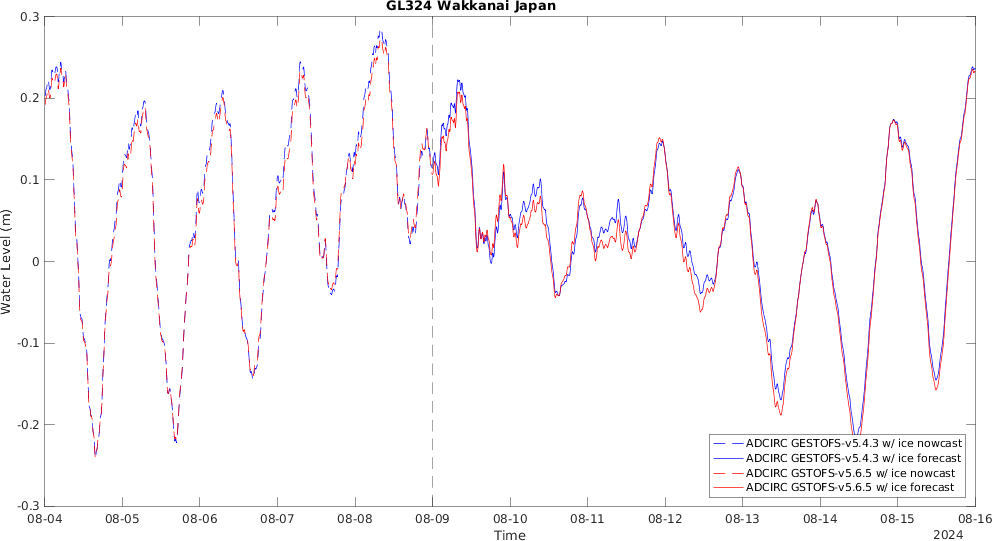 GL324 Wakkanai Japan
0.3
0.2
0.1
0
-0.1
-0.2
-0.3
Water Level (m)
ADCIRC GESTOFS-v5.4.3 w/ ice nowcast
ADCIRC GESTOFS-v5.4.3 w/ ice forecast
ADCIRC GSTOFS-v5.6.5 w/ ice nowcast
ADCIRC GSTOFS-v5.6.5 w/ ice forecast
08-04 08-05 08-06 08-07 08-08 08-09 08-10 08-11 08-12 08-13 08-14 08-15 08-16
Time
2024